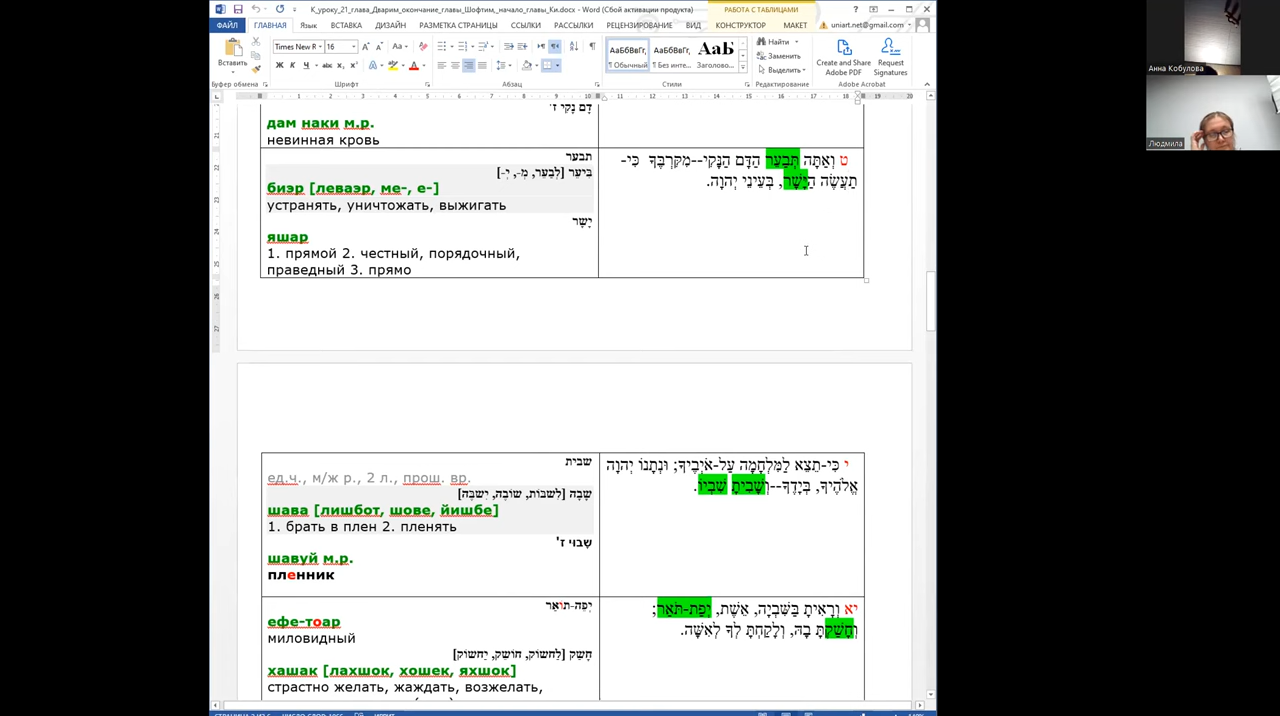 К_уроку_21_глава_Дварим_окончание_главы_Шофтим_начало_главы_Ки.docx - Word (Сбой активации продукта)
РАБОТА С ТАБЛИЦАМИ
ФАЙЛ ГЛАВНАЯ Язык ВСТАВКА ДИЗАЙН РАЗМЕТКА СТРАНИЦЫ ССЫЛКИ РАССЫЛКИ РЕЦЕНЗИРОВАНИЕ ВИД КОНСТРУКТОР МАКЕТ uniart.net@gmail.com
Вставить
Times New R 16
Ж К Ч abc
АаБбВвГг, АаБбВвГг, АаБ
¶ Обычный ¶ Без инте... Заголово...
Найти
Заменить
Выделить
Create and Share Adobe PDF
Request Signatures
Буфер обмена Шрифт Абзац Стили Редактирование Adobe Acrobat
Анна Кобулова
Людмила
דָּם נָקִי ז'
дам наки м.р.
невинная кровь
תבער
בִּיעֵר [לְבַעֵר, מְ-, יְ-]
биэр [леваэр, ме-, е-]
устранять, уничтожать, выжигать
יָשָׁר
яшар
1. прямой 2. честный, порядочный,
праведный 3. прямо
ט וְאַתָּה תְּבַעֵר הַדָּם הַנָּקִי--מִקִּרְבֶּךָ כִּי-
תַעֲשֶׂה הַיָּשָׁר, בְּעֵינֵי יְהוָה.
שבית
ед.ч., м/ж р., 2 л., прош. вр.
שָׁבָה [לִשבּוֹת, שׁוֹבֶה, יִשׁבֶּה]
шава [лишбот, шове, йишбе]
1. брать в плен 2. пленять
שָׁבוּי ז'
шавуй м.р.
пленник
י כִּי-תֵצֵא לַמִּלְחָמָה עַל-אֹיְבֶיךָ; וּנְתָנוֹ יְהוָה
אֱלֹהֶיךָ, בְּיָדֶךָ--וְשָׁבִיתָ שִׁבְיוֹ.
יְפֵה-תוֹאַר
ефе-тоар
миловидный
חָשַׁק [לַחשׁוֹק, חוֹשֵׁק, יַחשׁוֹק]
хашак [лахшок, хошек, яхшок]
страстно желать, жаждать, возжелать,
יא וְרָאִיתָ בַּשִּׁבְיָה, אֵשֶׁת, יְפַת-תֹּאַר;
וְחָשַׁקְתָּ בָהּ, וְלָקַחְתָּ לְךָ לְאִשָּׁה.